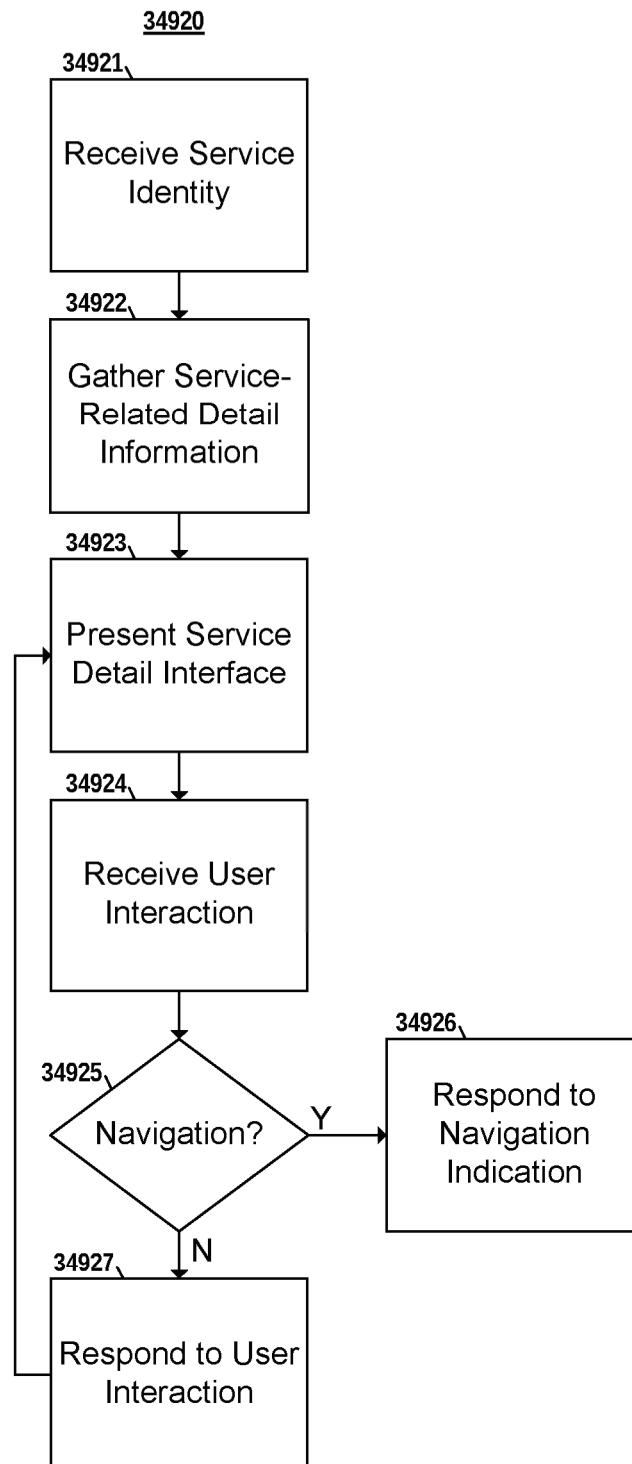 34920
34921
Receive Service
Identity
34922
Gather Service-
Related Detail
Information
34923
Present Service
Detail Interface
34924
Receive User
Interaction
34925
Navigation?
Y
34926
Respond to
Navigation
Indication
N
34927
Respond to User
Interaction